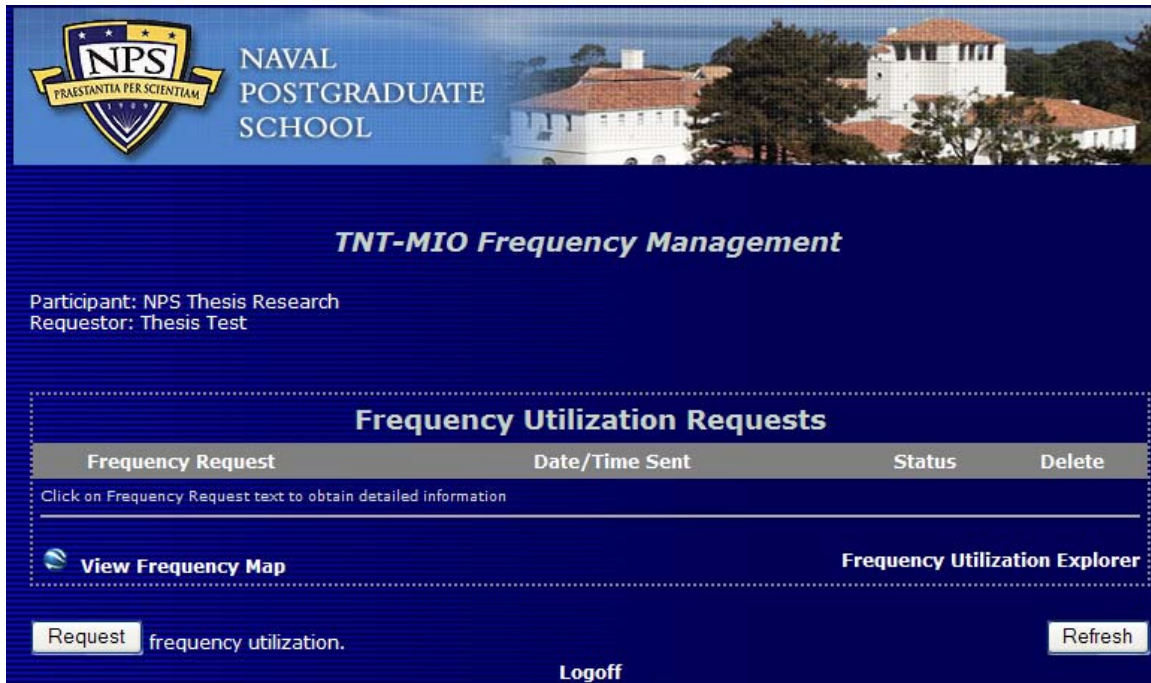 NPS
PRAESTANTIA PER SCIENTIAM
1909
NAVAL
POSTGRADUATE
SCHOOL
TNT-MIO Frequency Management
Participant: NPS Thesis Research
Requestor: Thesis Test
Frequency Utilization Requests
Frequency Request Date/Time Sent Status Delete
Click on Frequency Request text to obtain detailed information
View Frequency Map Frequency Utilization Explorer
Request frequency utilization. Refresh
Logoff